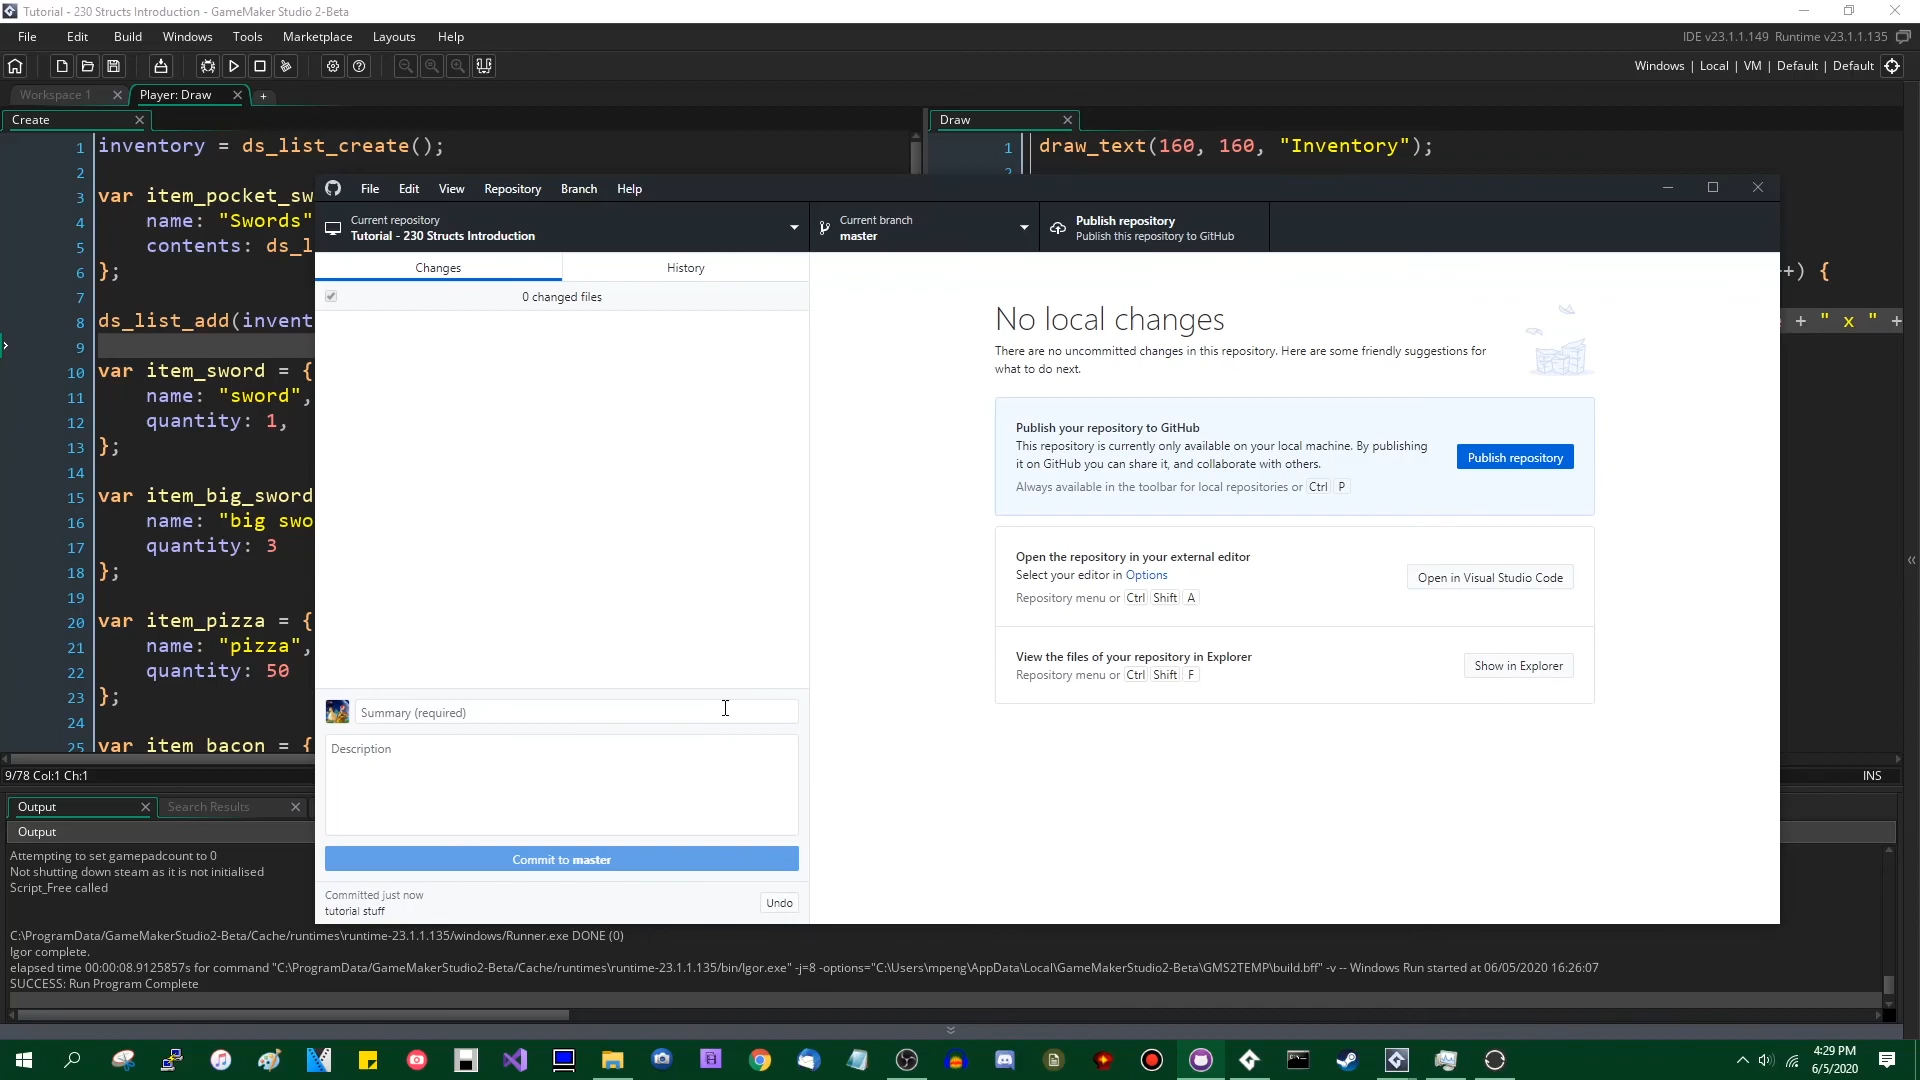 Tutorial - 230 Structs Introduction - GameMaker Studio 2-Beta
File Edit Build Windows Tools Marketplace Layouts Help
IDE v23.1.1.149 Runtime v23.1.1.135
Windows | Local | VM | Default | Default
Workspace 1
Player: Draw
+
Create
Draw
1 inventory = ds_list_create();
2
3 var item_pocket_sw
4 name: "Swords"
5 contents: ds_l
6 };
7
8 ds_list_add(invent
9
10 var item_sword = {
11 name: "sword",
12 quantity: 1,
13 };
14
15 var item_big_sword
16 name: "big swo
17 quantity: 3
18 };
19
20 var item_pizza = {
21 name: "pizza",
22 quantity: 50
23 };
24
25 var item_bacon = {
1 draw_text(160, 160, "Inventory");
2
+) {
+ " x " +
9/78 Col:1 Ch:1
INS
File Edit View Repository Branch Help
Current repository
Tutorial - 230 Structs Introduction
Current branch
master
Publish repository
Publish this repository to GitHub
Changes
History
0 changed files
No local changes
There are no uncommitted changes in this repository. Here are some friendly suggestions for
what to do next.
Publish your repository to GitHub
This repository is currently only available on your local machine. By publishing
it on GitHub you can share it, and collaborate with others.
Always available in the toolbar for local repositories or Ctrl P
Publish repository
Open the repository in your external editor
Select your editor in Options
Repository menu or Ctrl Shift A
Open in Visual Studio Code
View the files of your repository in Explorer
Repository menu or Ctrl Shift F
Show in Explorer
Summary (required)
Description
Commit to master
Committed just now
tutorial stuff
Undo
Output
Search Results
Output
Attempting to set gamepadcount to 0
Not shutting down steam as it is not initialised
Script_Free called
C:\ProgramData/GameMakerStudio2-Beta/Cache/runtimes\runtime-23.1.1.135/windows/Runner.exe DONE (0)
Igor complete.
elapsed time 00:00:08.9125857s for command "C:\ProgramData/GameMakerStudio2-Beta/Cache/runtimes\runtime-23.1.1.135/bin/Igor.exe" -j=8 -options="C:\Users\mpeng\AppData\Local\GameMakerStudio2-Beta\GMS2TEMP\build.bff" -v -- Windows Run started at 06/05/2020 16:26:07
SUCCESS: Run Program Complete
4:29 PM
6/5/2020